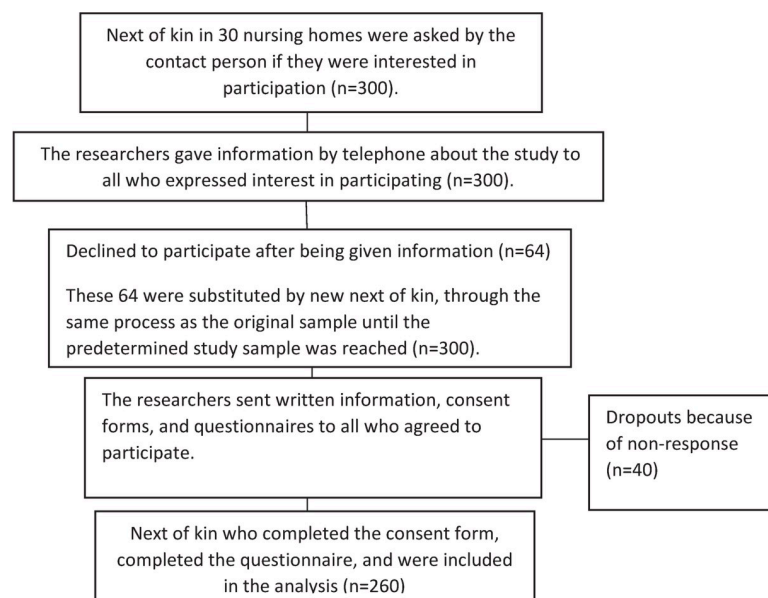 Next of kin in 30 nursing homes were asked by the
contact person if they were interested in
participation (n=300).
The researchers gave information by telephone about the study to
all who expressed interest in participating (n=300).
Declined to participate after being given information (n=64)
These 64 were substituted by new next of kin, through the
same process as the original sample until the
predetermined study sample was reached (n=300).
The researchers sent written information, consent
forms, and questionnaires to all who agreed to
participate.
Dropouts because
of non-response
(n=40)
Next of kin who completed the consent form,
completed the questionnaire, and were included
in the analysis (n=260)